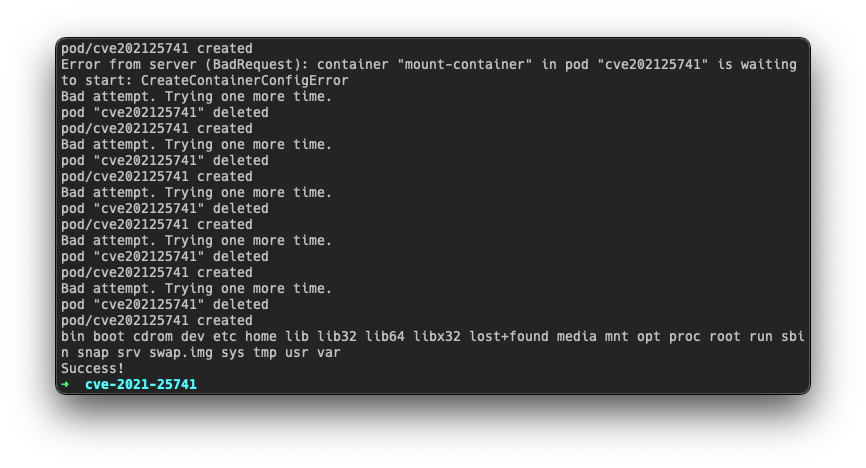 pod/cve202125741 created
Error from server (BadRequest): container "mount-container" in pod "cve202125741" is waiting
to start: CreateContainerConfigError
Bad attempt. Trying one more time.
pod "cve202125741" deleted
pod/cve202125741 created
Bad attempt. Trying one more time.
pod "cve202125741" deleted
pod/cve202125741 created
Bad attempt. Trying one more time.
pod "cve202125741" deleted
pod/cve202125741 created
Bad attempt. Trying one more time.
pod "cve202125741" deleted
pod/cve202125741 created
Bad attempt. Trying one more time.
pod "cve202125741" deleted
pod/cve202125741 created
bin boot cdrom dev etc home lib lib32 lib64 libx32 lost+found media mnt opt proc root run sbi
n snap srv swap.img sys tmp usr var
Success!
➜ cve-2021-25741